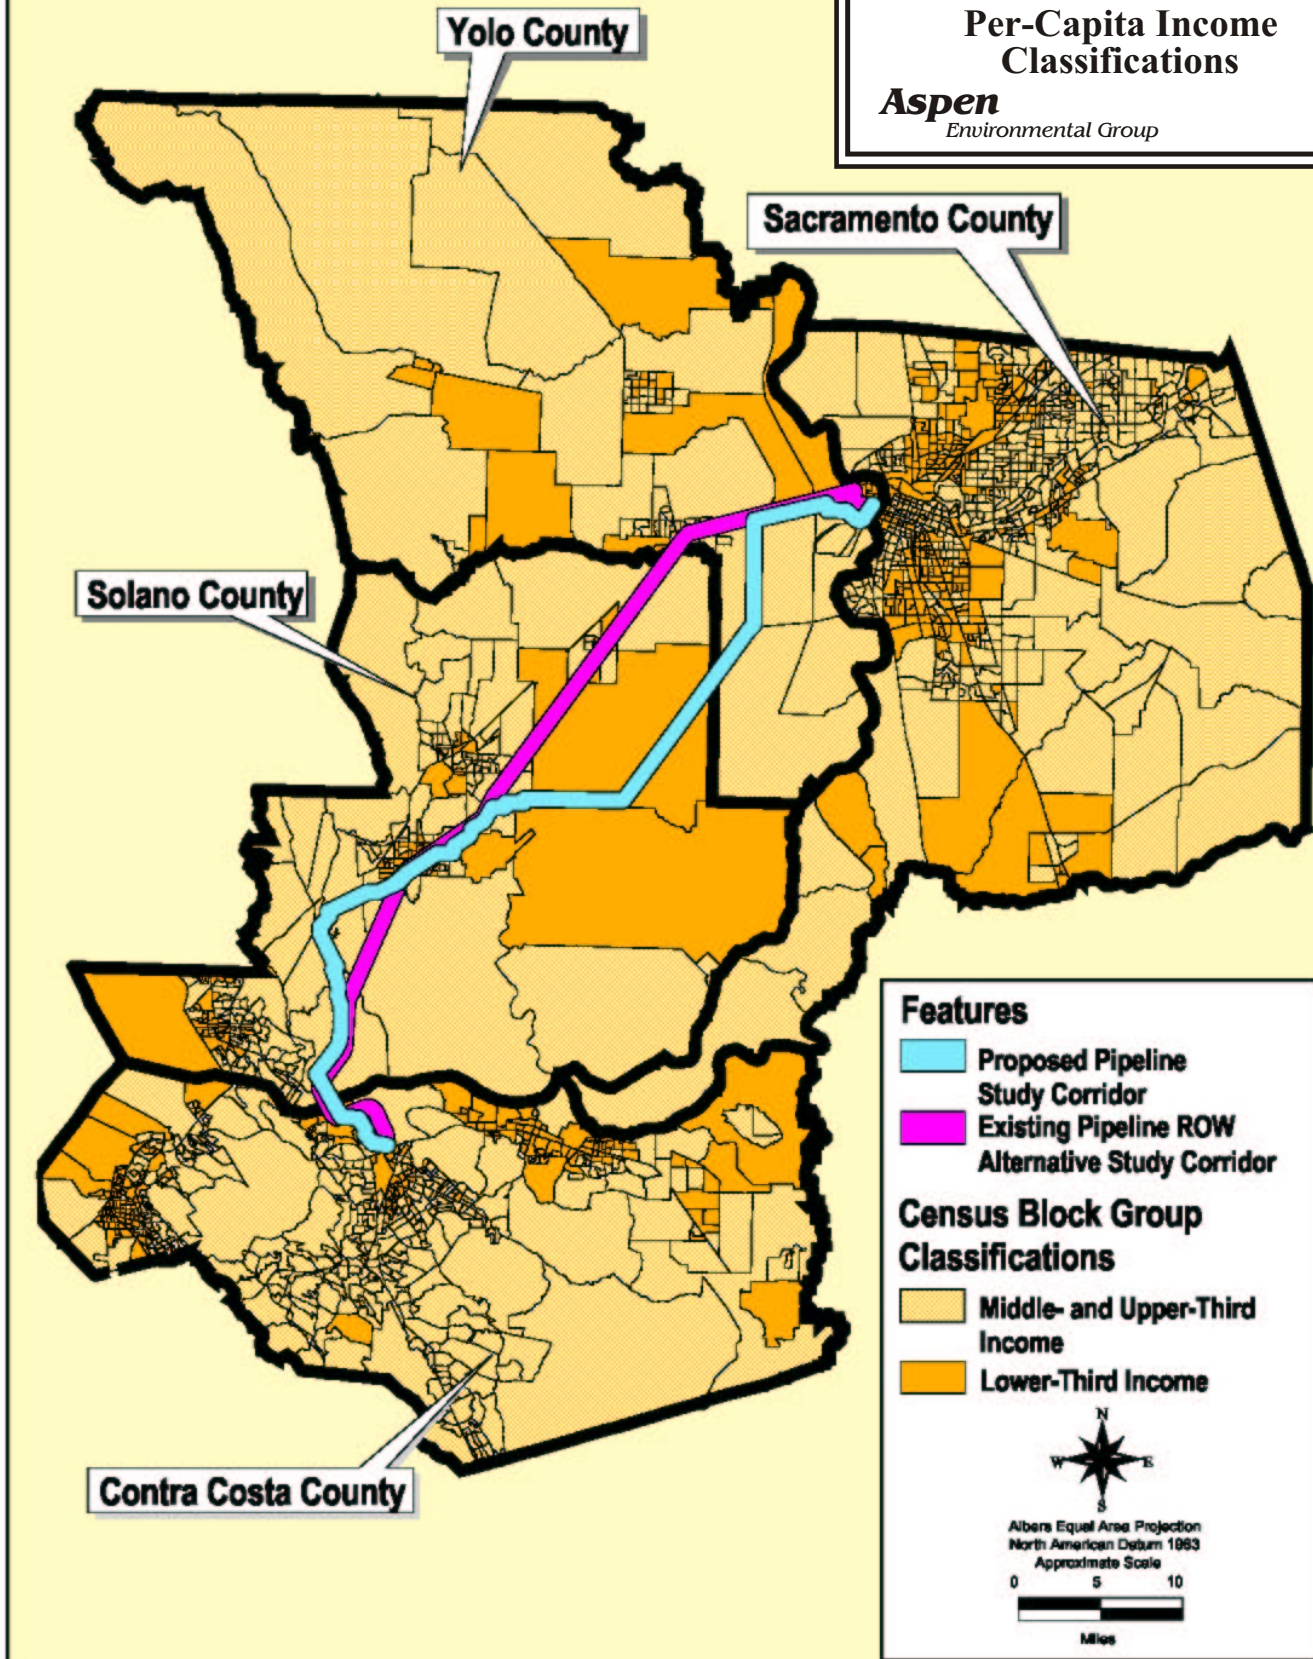 Per-Capita Income
Classifications
Aspen
Environmental Group
Yolo County
Sacramento County
Solano County
Contra Costa County
Features
Proposed Pipeline
Study Corridor
Existing Pipeline ROW
Alternative Study Corridor
Census Block Group
Classifications
Middle- and Upper-Third
Income
Lower-Third Income
N
W E
S
Albers Equal Area Projection
North American Datum 1983
Approximate Scale
0 5 10
Miles